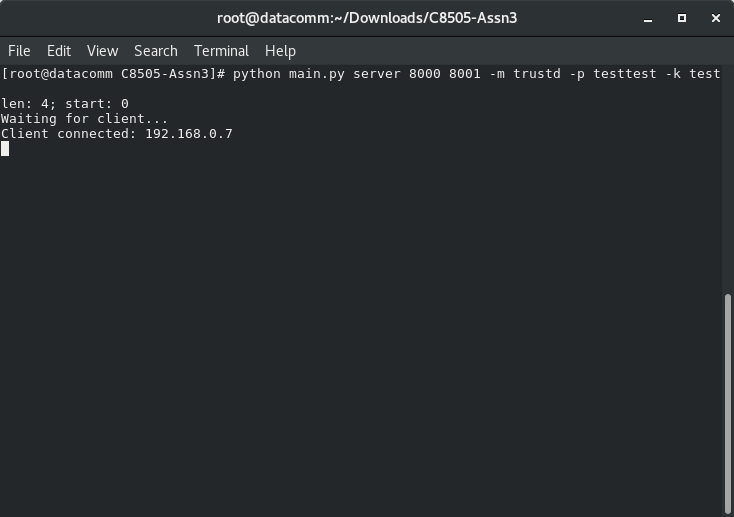 root@datacomm:~/Downloads/C8505-Assn3
File Edit View Search Terminal Help
[root@datacomm C8505-Assn3]# python main.py server 8000 8001 -m trustd -p testtest -k test
len: 4; start: 0
Waiting for client...
Client connected: 192.168.0.7